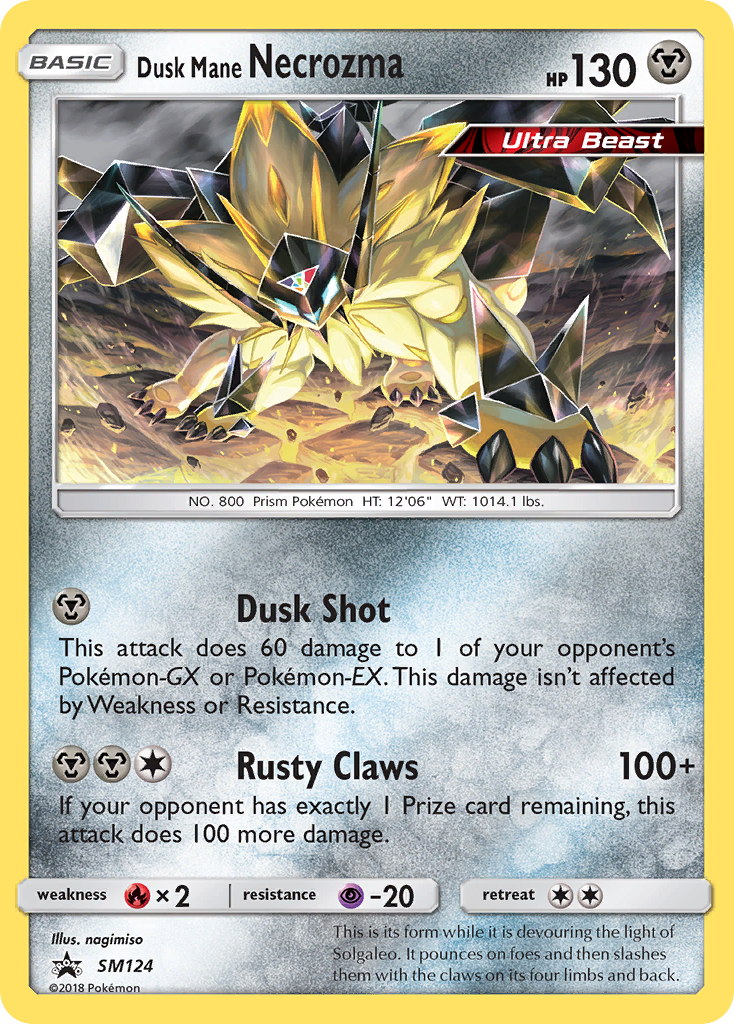 BASIC Dusk Mane Necrozma HP 130
Ultra Beast
NO. 800 Prism Pokémon HT: 12'06" WT: 1014.1 lbs.
Dusk Shot
This attack does 60 damage to 1 of your opponent's
Pokémon-GX or Pokémon-EX. This damage isn't affected
by Weakness or Resistance.
Rusty Claws 100+
If your opponent has exactly 1 Prize card remaining, this
attack does 100 more damage.
weakness ×2 resistance -20 retreat
Illus. nagimiso
SM124
©2018 Pokémon
This is its form while it is devouring the light of
Solgaleo. It pounces on foes and then slashes
them with the claws on its four limbs and back.